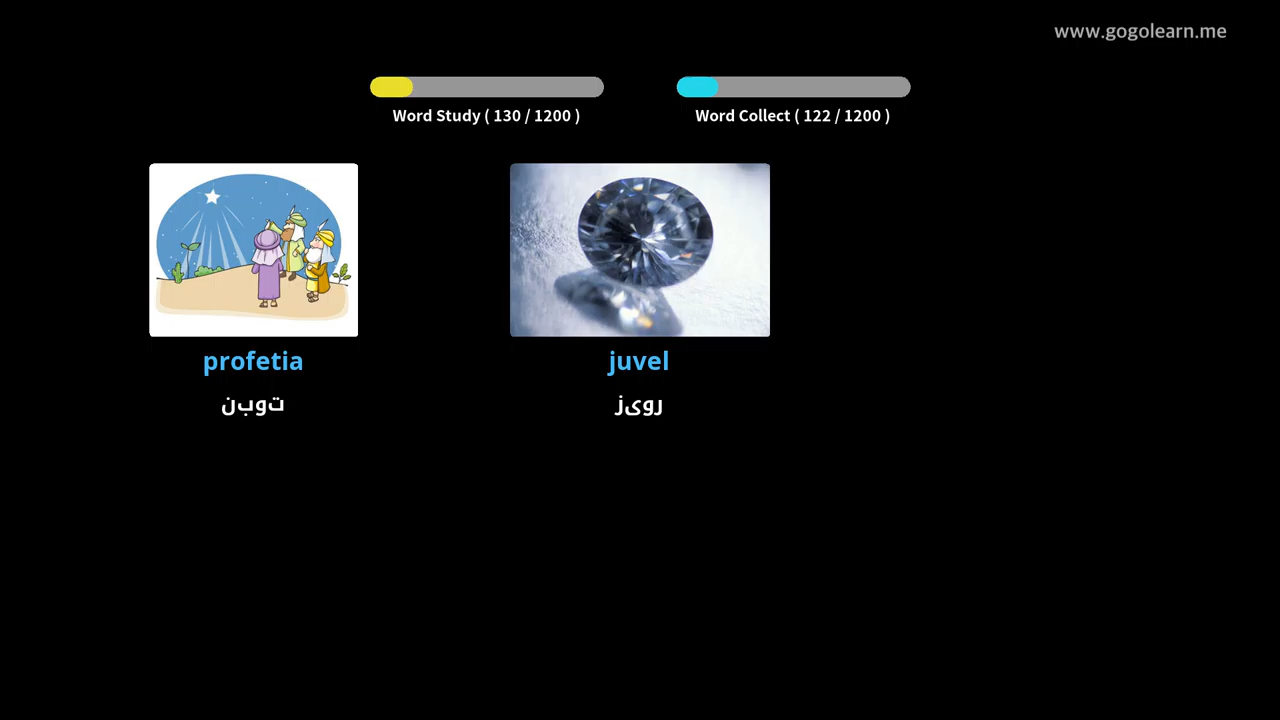 www.gogolearn.me
Word Study ( 130 / 1200 )
Word Collect ( 122 / 1200 )
profetia
توبن
juvel
رویز